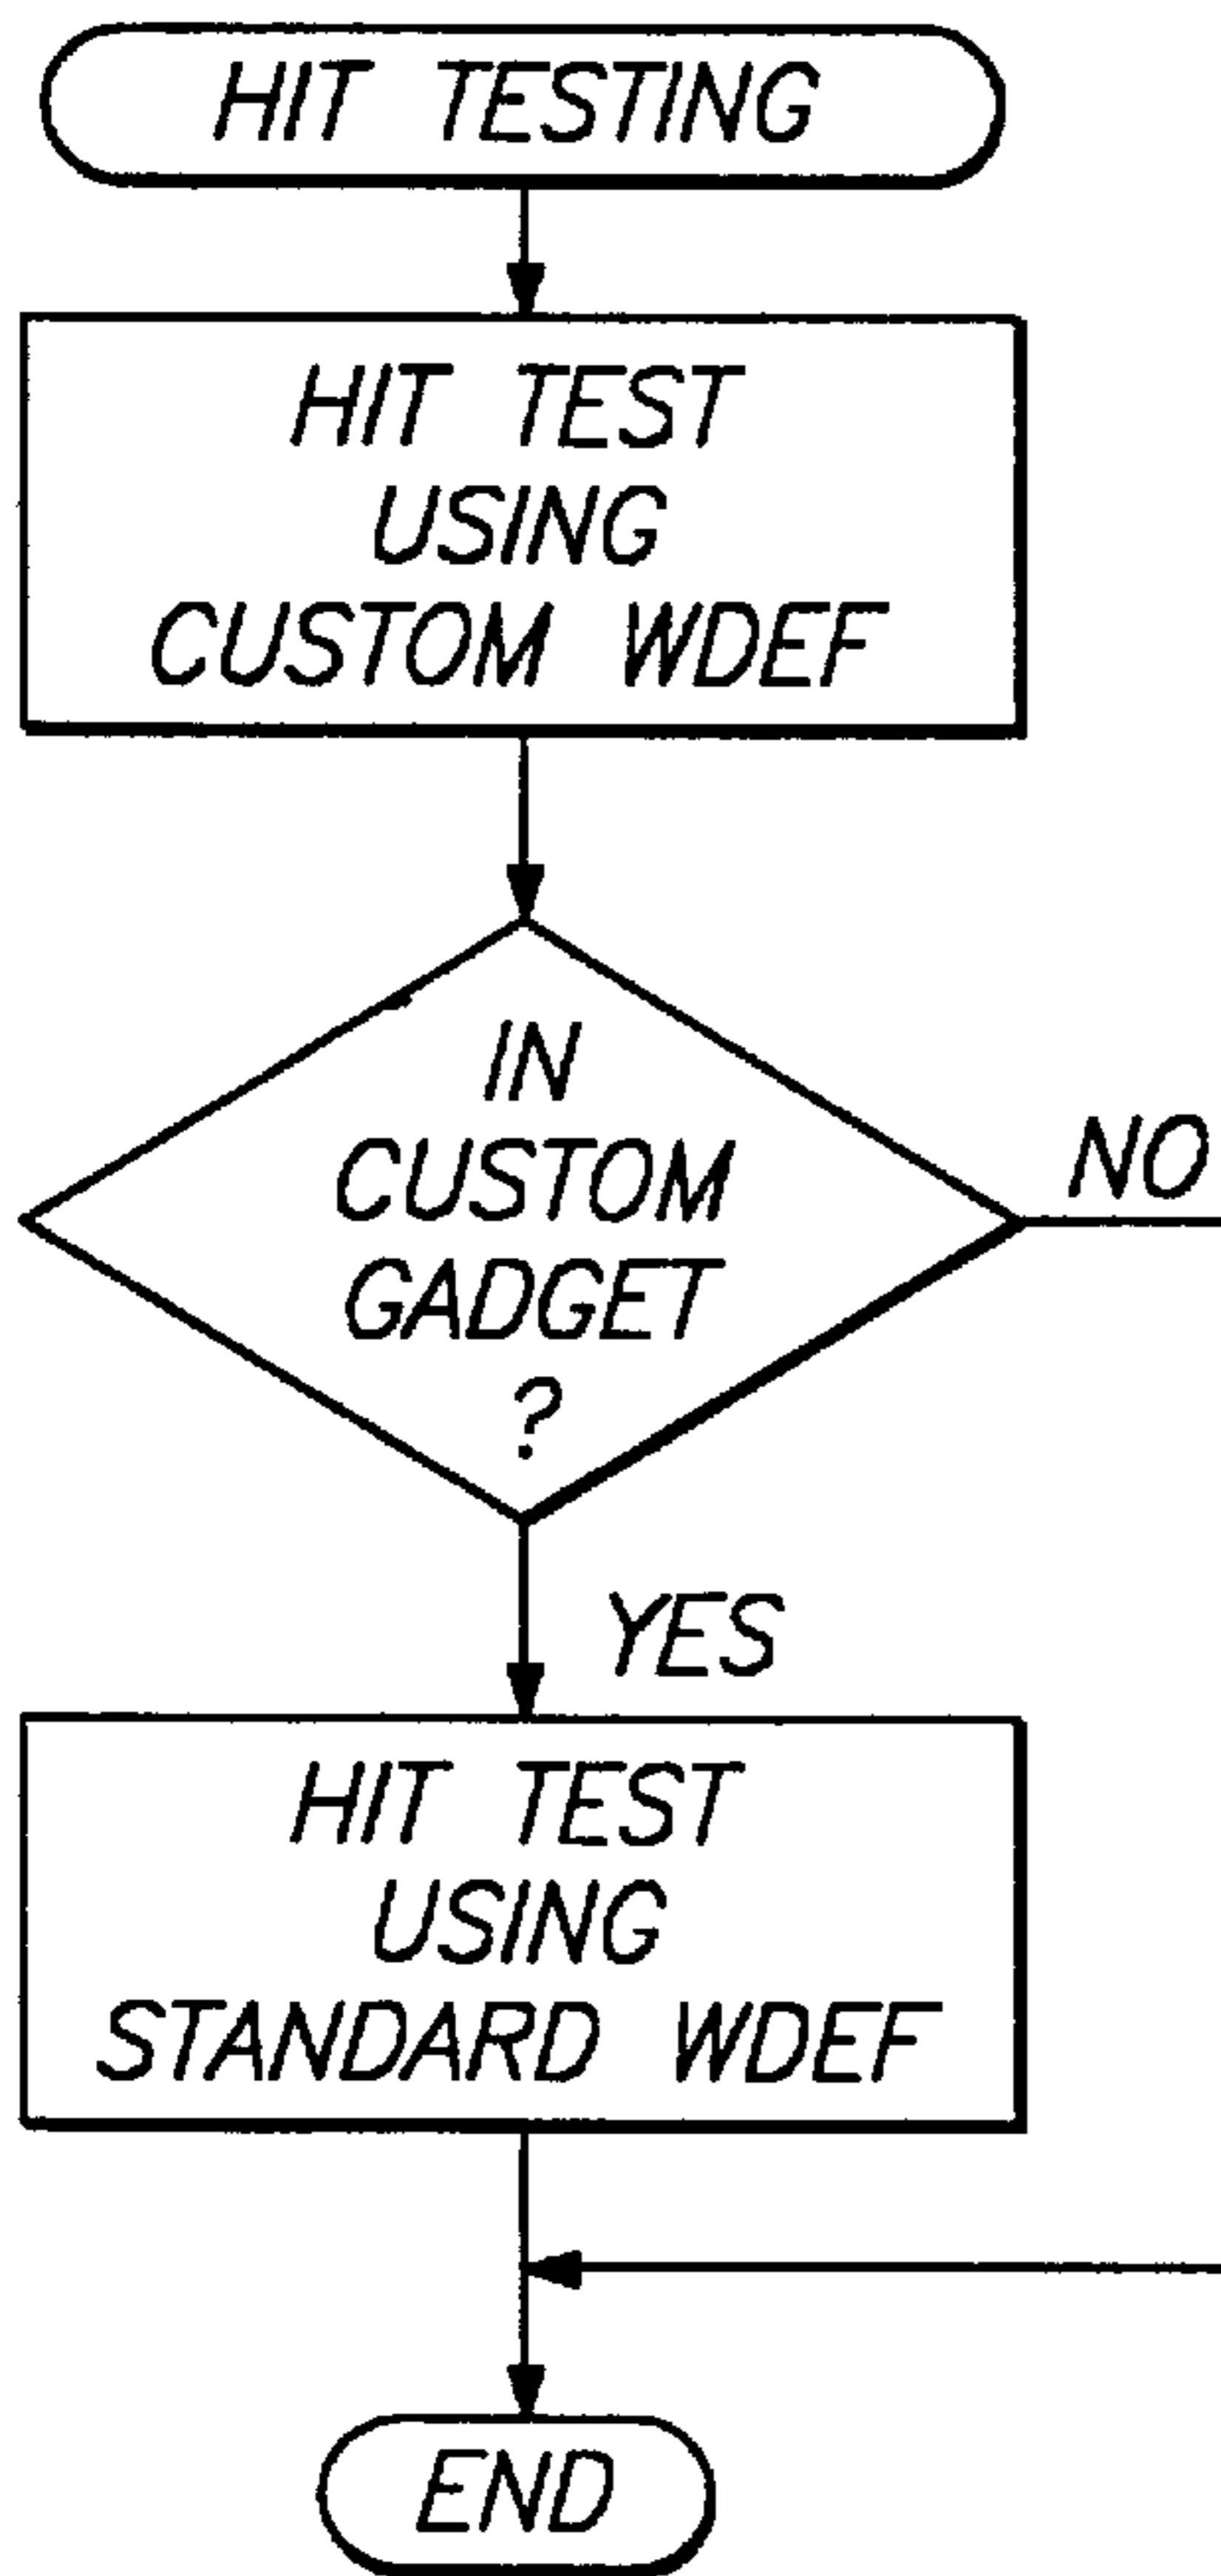 HIT TESTING
HIT TEST
USING
CUSTOM WDEF
IN
CUSTOM
GADGET
?
NO
YES
HIT TEST
USING
STANDARD WDEF
END